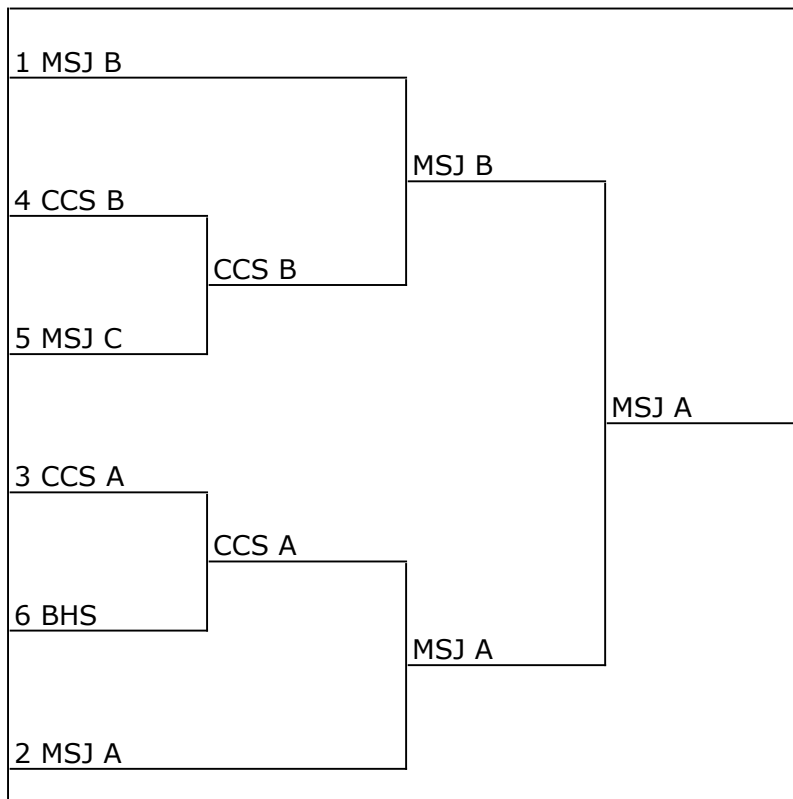 1 MSJ B
MSJ B
4 CCS B
CCS B
5 MSJ C
MSJ A
3 CCS A
CCS A
6 BHS
MSJ A
2 MSJ A